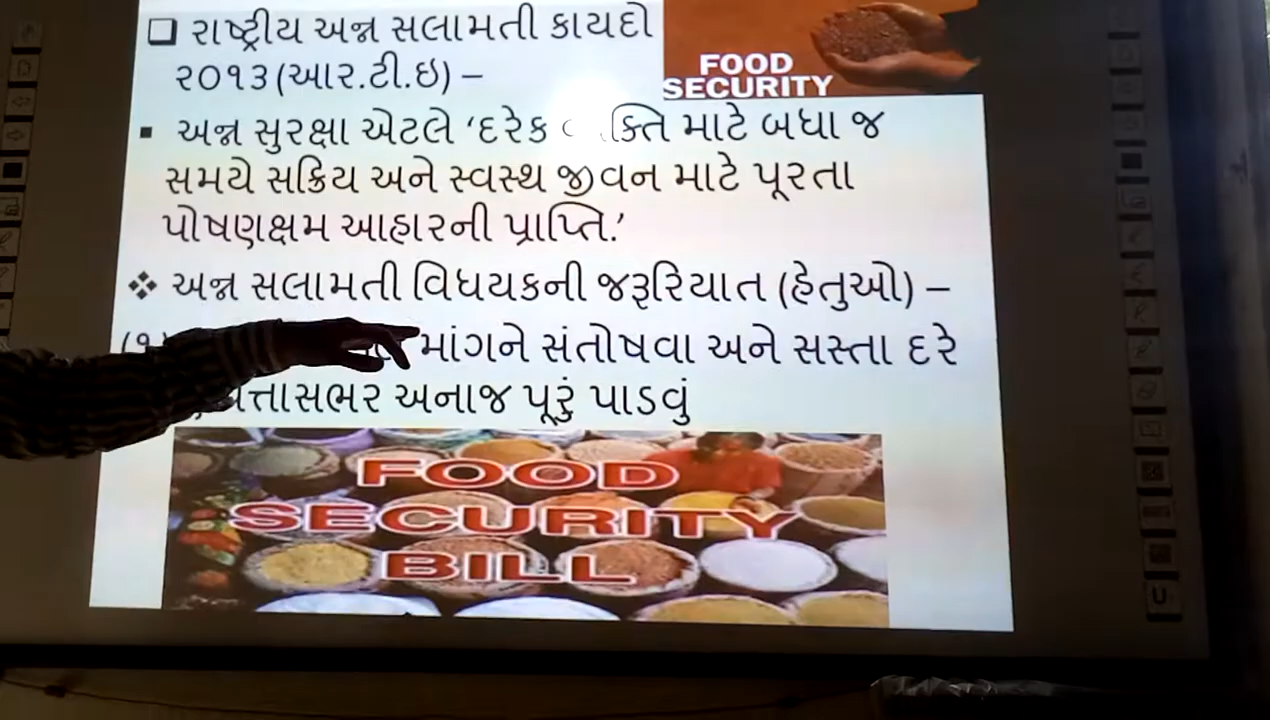 ❑ રાષ્ટ્રીય અન્ન સલામતી કાયદો
૨૦૧૩(આર.ટી.ઇ) –
FOOD
SECURITY
▪ અન્ન સુરક્ષા એટલે ‘દરેક ક્તિ માટે બધા જ
સમયે સક્રિય અને સ્વસ્થ જીવન માટે પૂરતા
પોષણક્ષમ આહારની પ્રાપ્તિ.’
❖ અન્ન સલામતી વિધયકની જરૂરિયાત (હેતુઓ) –
માંગને સંતોષવા અને સસ્તા દરે
અનાજ પૂરું પાડવું
FOOD
SECURITY
BILL